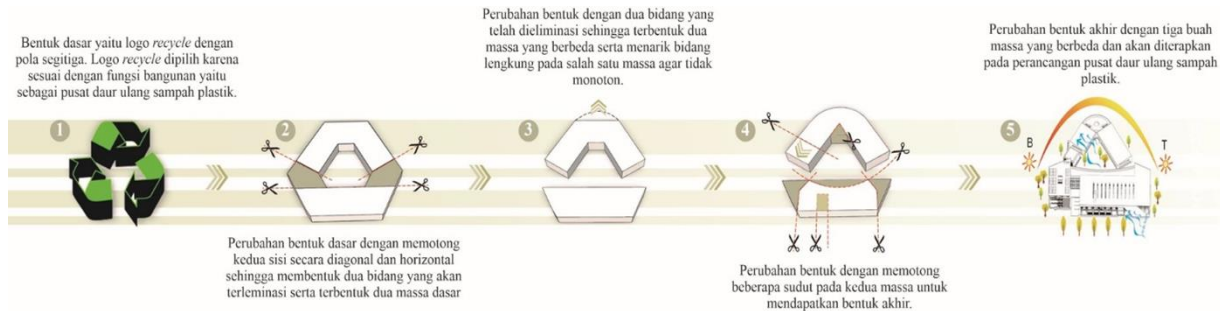 Bentuk dasar yaitu logo recycle dengan
pola segitiga. Logo recycle dipilih karena
sesuai dengan fungsi bangunan yaitu
sebagai pusat daur ulang sampah plastik.
1
2
Perubahan bentuk dasar dengan memotong
kedua sisi secara diagonal dan horizontal
sehingga membentuk dua bidang yang akan
terleminasi serta terbentuk dua massa dasar
Perubahan bentuk dengan dua bidang yang
telah dieliminasi sehingga terbentuk dua
massa yang berbeda serta menarik bidang
lengkung pada salah satu massa agar tidak
monoton.
3
4
Perubahan bentuk dengan memotong
beberapa sudut pada kedua massa untuk
mendapatkan bentuk akhir.
Perubahan bentuk akhir dengan tiga buah
massa yang berbeda dan akan diterapkan
pada perancangan pusat daur ulang sampah
plastik.
5
B
T